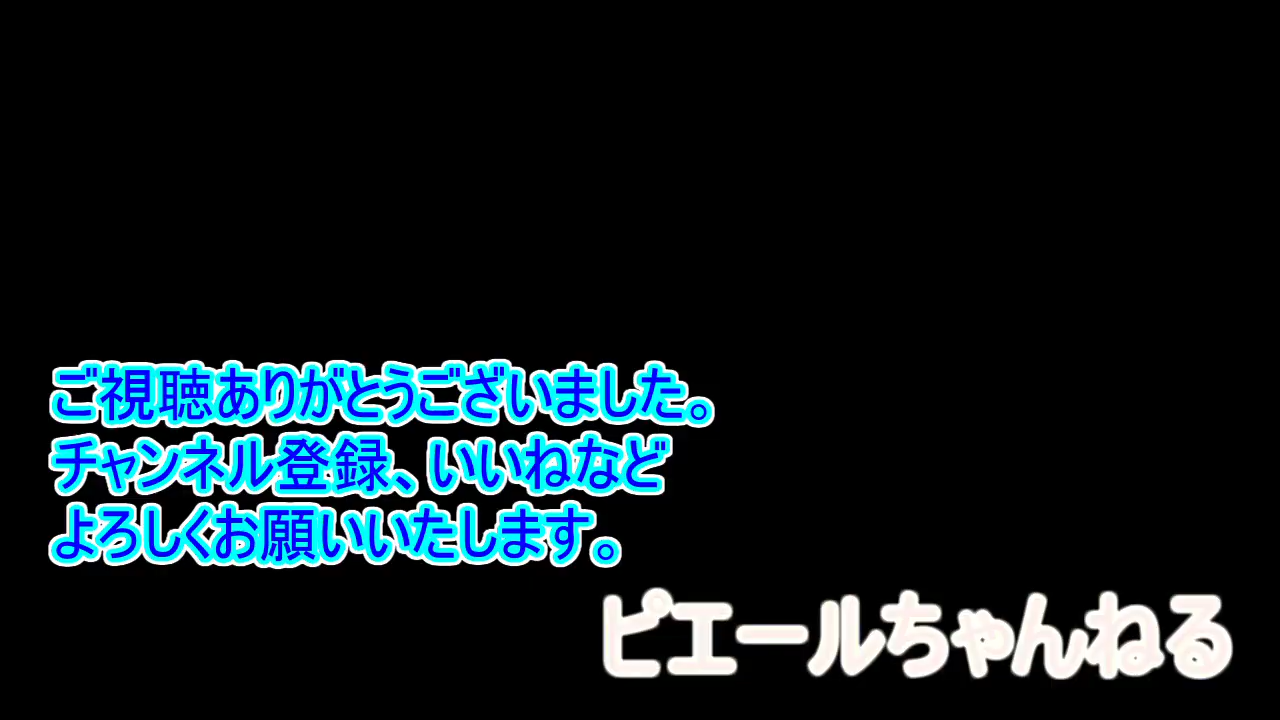 ご視聴ありがとうございました。
チャンネル登録、いいねなど
よろしくお願いいたします。
ピエールちゃんねる